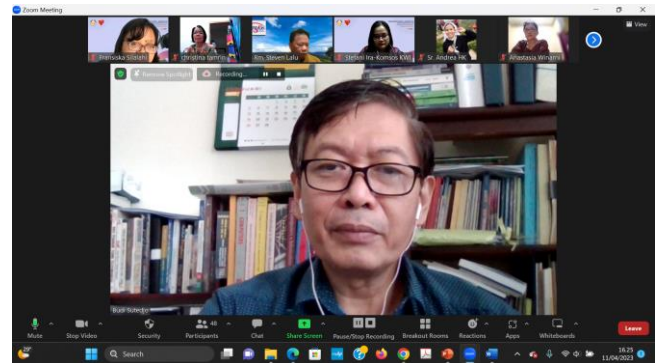 Zoom Meeting
View
Fransiska Silalahi
christina tamrin
Rm. Steven Lalu
Stefani Ira-Komsos KWI
Sr. Andrea HK
Anastasia Winarni
Remove Spotlight
Recording...
Budi Sutedjo
Mute
Stop Video
Security
Participants
40
Chat
Share Screen
Pause/Stop Recording
Breakout Rooms
Reactions
Apps
Whiteboards
Leave
Search
16.25
11/04/2023